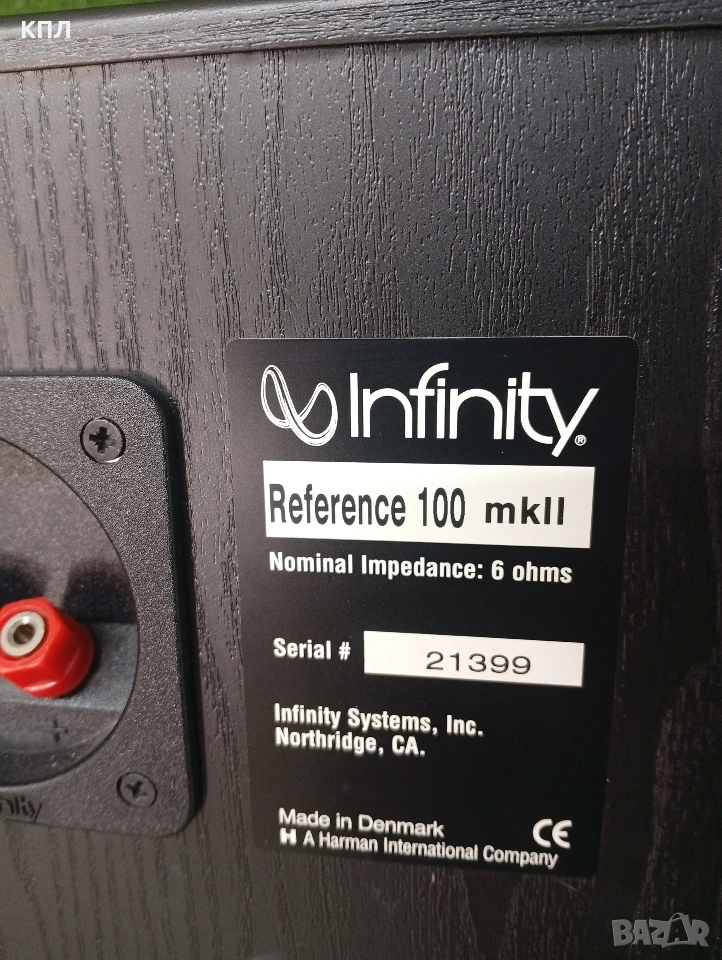 КПЛ
Infinity®
Reference 100 mkII
Nominal Impedance: 6 ohms
Serial # 21399
Infinity Systems, Inc.
Northridge, CA.
Made in Denmark
CE
H A Harman International Company
+
BAZAR